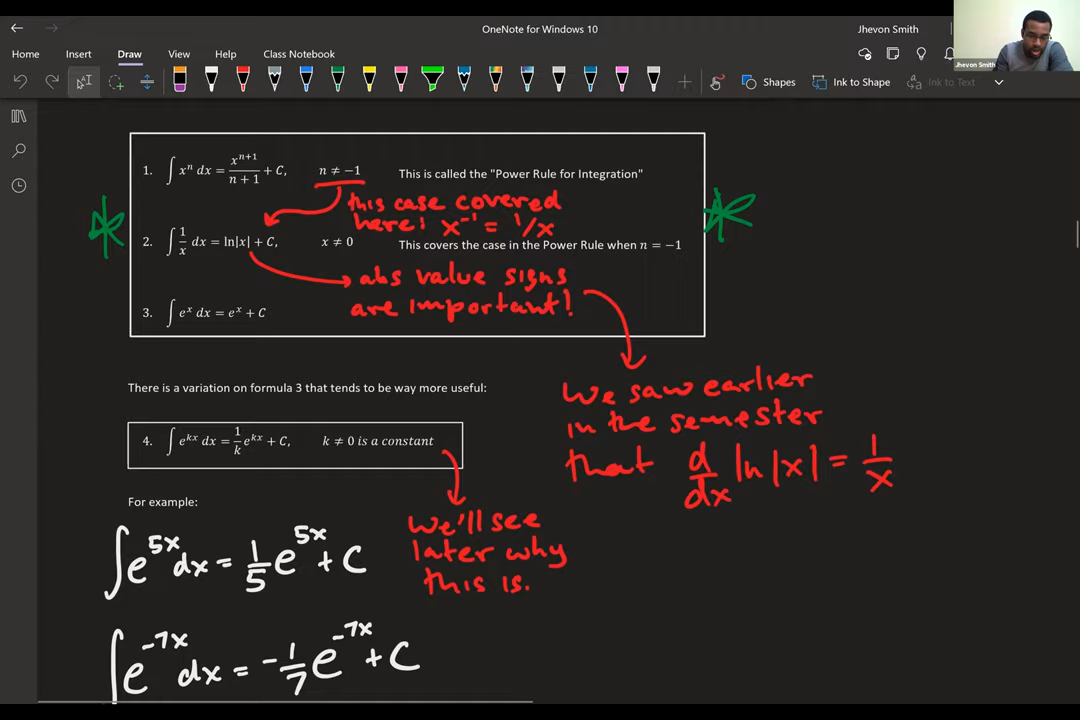 OneNote for Windows 10
Jhevon Smith
Home Insert Draw View Help Class Notebook
Shapes Ink to Shape Ink to Text
Jhevon Smith
1. ∫ xⁿ dx = xⁿ⁺¹/(n + 1) + C, n ≠ −1 This is called the "Power Rule for Integration"
this case covered
here: x⁻¹ = 1/x
2. ∫ 1/x dx = ln|x| + C, x ≠ 0 This covers the case in the Power Rule when n = −1
abs value signs
are important!
3. ∫ eˣ dx = eˣ + C
We saw earlier
in the semester
that d/dx ln|x| = 1/x
There is a variation on formula 3 that tends to be way more useful:
4. ∫ eᵏˣ dx = 1/k eᵏˣ + C, k ≠ 0 is a constant
We'll see
later why
this is.
For example:
∫ e⁵ˣ dx = 1/5 e⁵ˣ + C
∫ e⁻⁷ˣ dx = −1/7 e⁻⁷ˣ + C